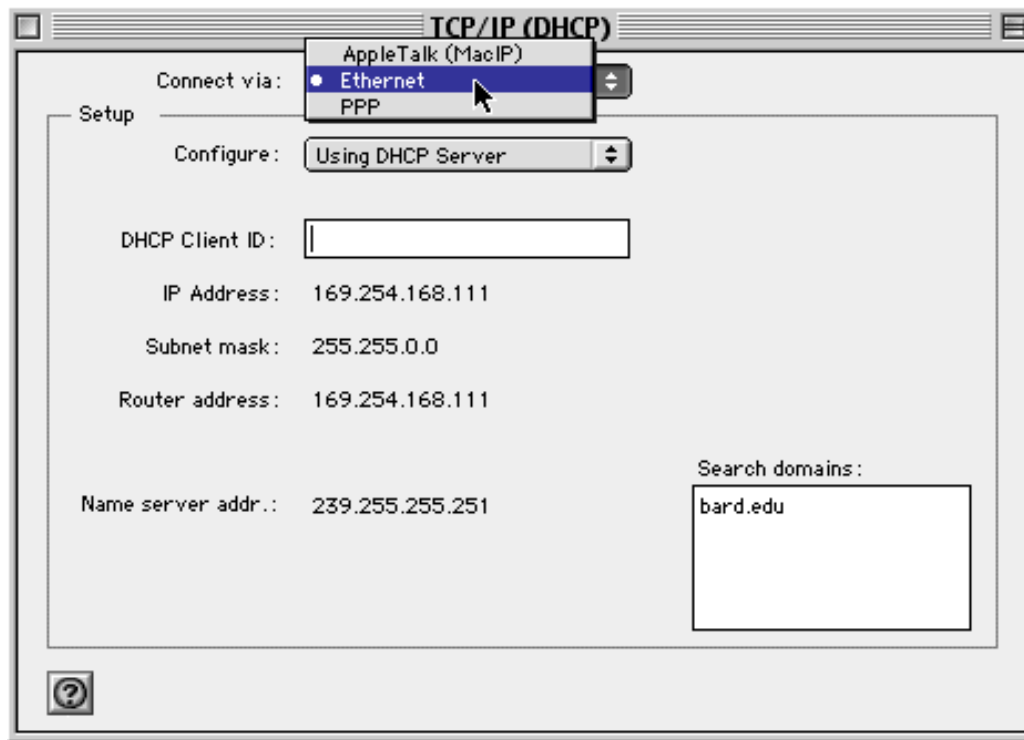 TCP/IP (DHCP)
AppleTalk (MacIP)
Connect via: Ethernet
PPP
Setup
Configure: Using DHCP Server
DHCP Client ID:
IP Address: 169.254.168.111
Subnet mask: 255.255.0.0
Router address: 169.254.168.111
Search domains:
Name server addr.: 239.255.255.251 bard.edu
?